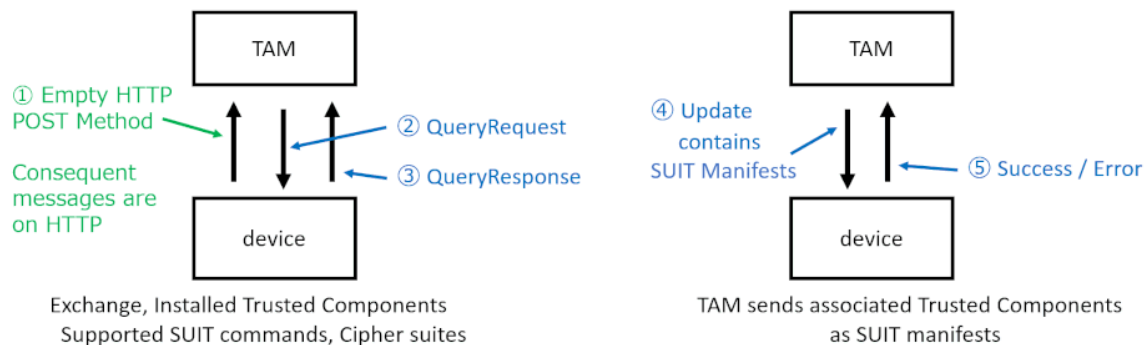 TAM
① Empty HTTP
POST Method
② QueryRequest
③ QueryResponse
Consequent
messages are
on HTTP
device
Exchange, Installed Trusted Components
Supported SUIT commands, Cipher suites
TAM
④ Update
contains
SUIT Manifests
⑤ Success / Error
device
TAM sends associated Trusted Components
as SUIT manifests